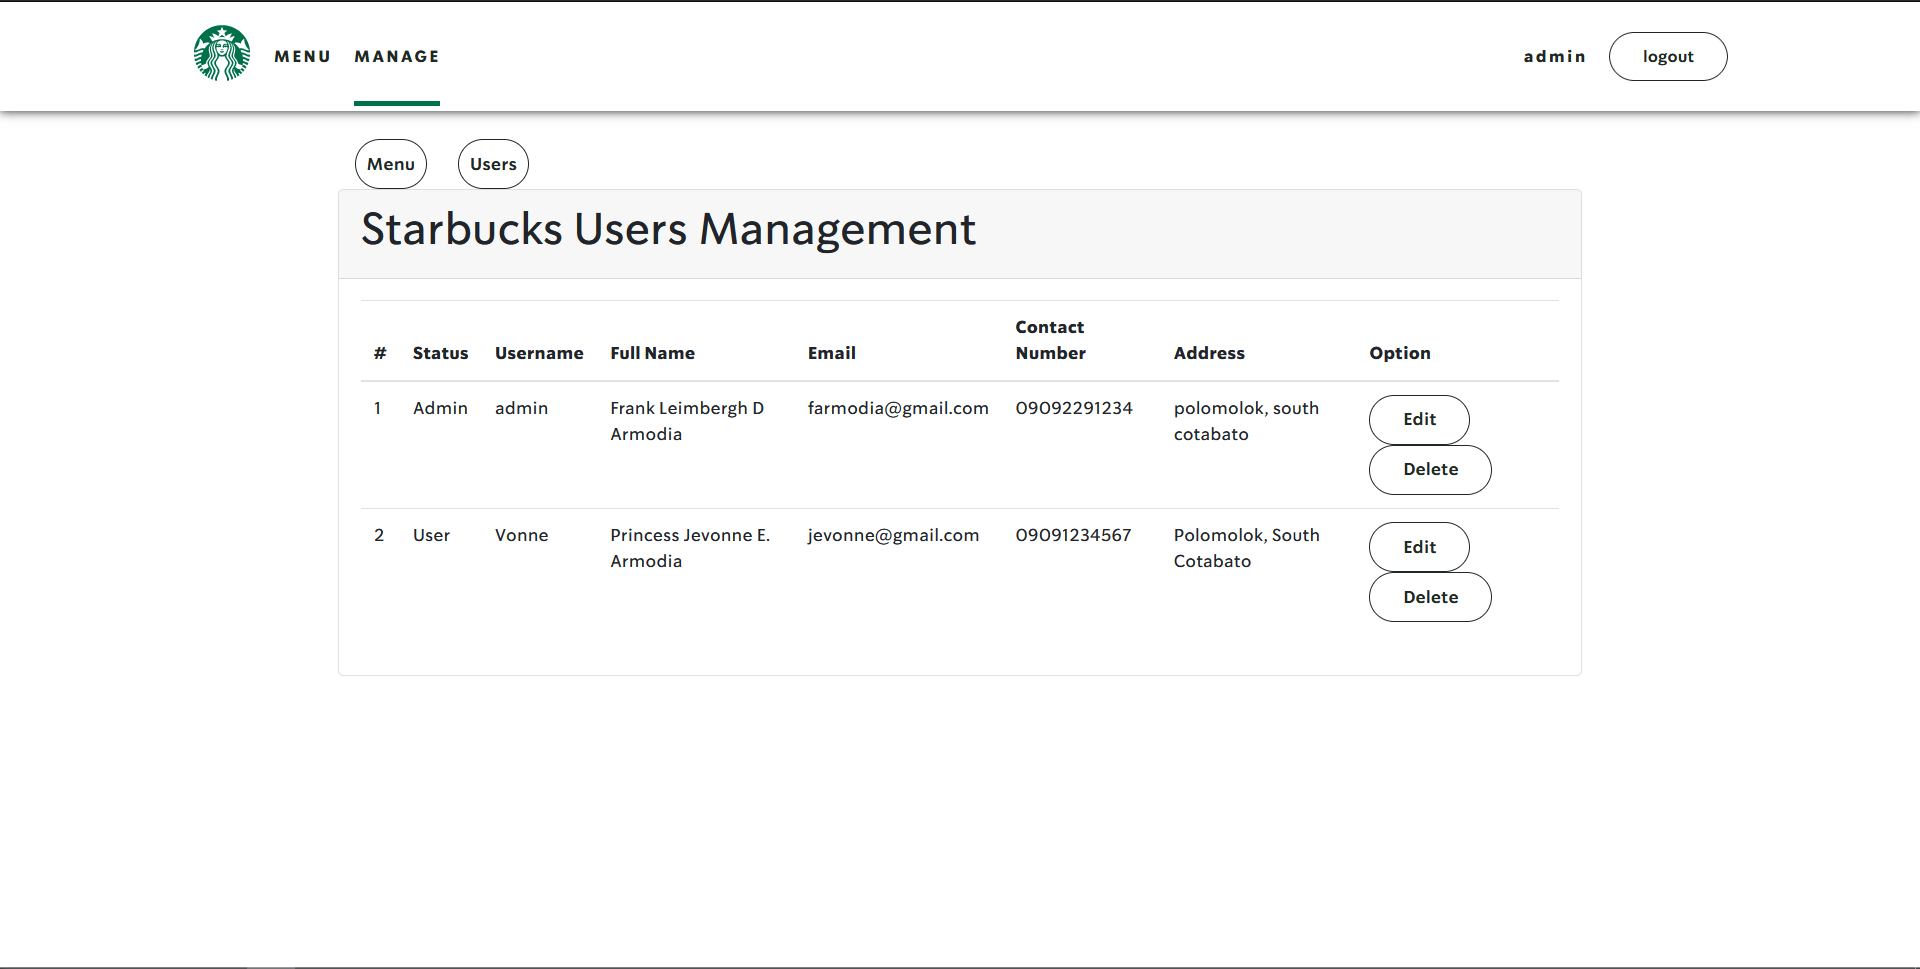 MENU MANAGE admin logout
Menu Users
Starbucks Users Management
# Status Username Full Name Email Contact Number Address Option
1 Admin admin Frank Leimbergh D farmodia@gmail.com 09092291234 polomolok, south Edit
Armodia cotabato
Delete
2 User Vonne Princess Jevonne E. jevonne@gmail.com 09091234567 Polomolok, South Edit
Armodia Cotabato
Delete